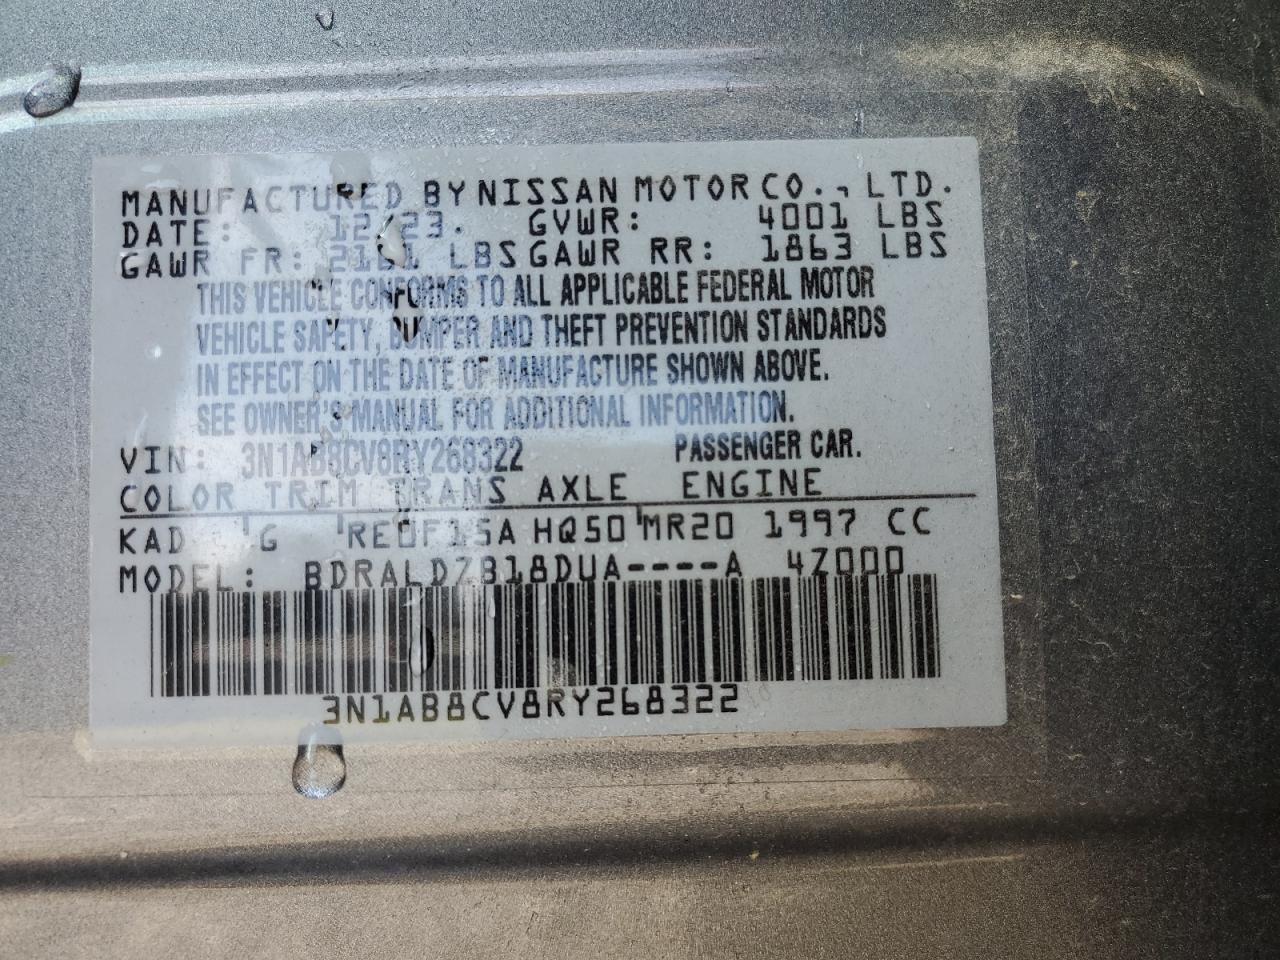 MANUFACTURED BY NISSAN MOTOR CO., LTD.
DATE: 12/23. GVWR: 4001 LBS
GAWR FR: 2161 LBS GAWR RR: 1863 LBS
THIS VEHICLE CONFORMS TO ALL APPLICABLE FEDERAL MOTOR
VEHICLE SAFETY, BUMPER AND THEFT PREVENTION STANDARDS
IN EFFECT ON THE DATE OF MANUFACTURE SHOWN ABOVE.
SEE OWNER'S MANUAL FOR ADDITIONAL INFORMATION.
VIN: 3N1AB8CV8RY268322 PASSENGER CAR.
COLOR TRIM TRANS AXLE ENGINE
KAD G RE0F15A HQ50 MR20 1997 CC
MODEL: BDRALDZB18DUA----A 4Z000
3N1AB8CV8RY268322